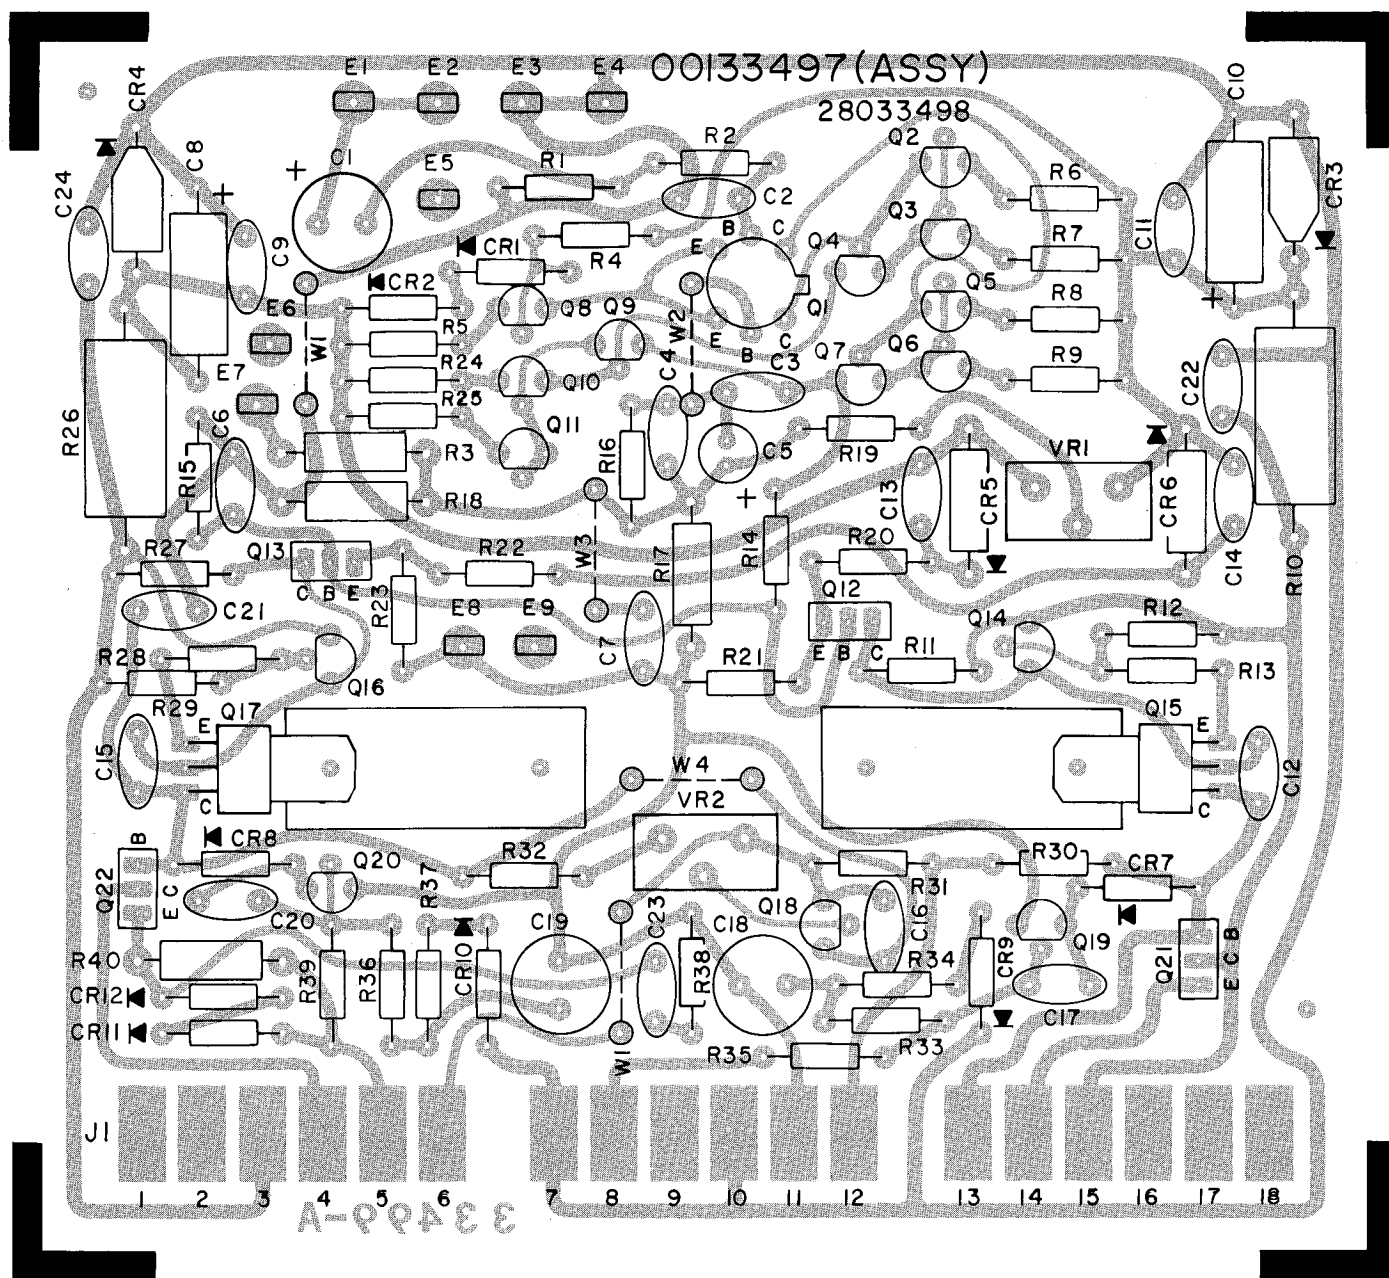 00133497 (ASSY)
28033498
E1 E2 E3 E4
CR4
C10
C24
C8
+
+
C1
E5
R1
R2
C2
Q2
R6
CR3
C9
CR1
R4
B C
E
Q4
Q3
R7
C11
CR2
E6
W1
Q8
Q9
W2
Q1
Q5
R8
+
R5
E B C
R24
E7
Q10
C4
C3
Q7
Q6
R9
C22
R25
R26
C6
R15
R3
Q11
R16
C5
R19
VR1
R18
+
C13
CR5
CR6
C14
R10
R27
Q13
R22
W3
R17
R14
R20
C B E
R23
E8 E9
C21
Q12
Q14
R12
R28
Q16
C7
R21
E B C
R11
R13
R29
Q17
Q15
E
E
C15
W4
C12
C
VR2
C
B
CR8
Q20
R37
R32
R31
R30
CR7
Q22
E C
C20
C19
C23
C18
Q18
C16
Q19
Q21
E C B
R40
R39
R36
CR10
R38
R34
CR9
CR12
C17
CR11
W1
R35
R33
J1
1 2 3 4 5 6 7 8 9 10 11 12 13 14 15 16 17 18
33499-A